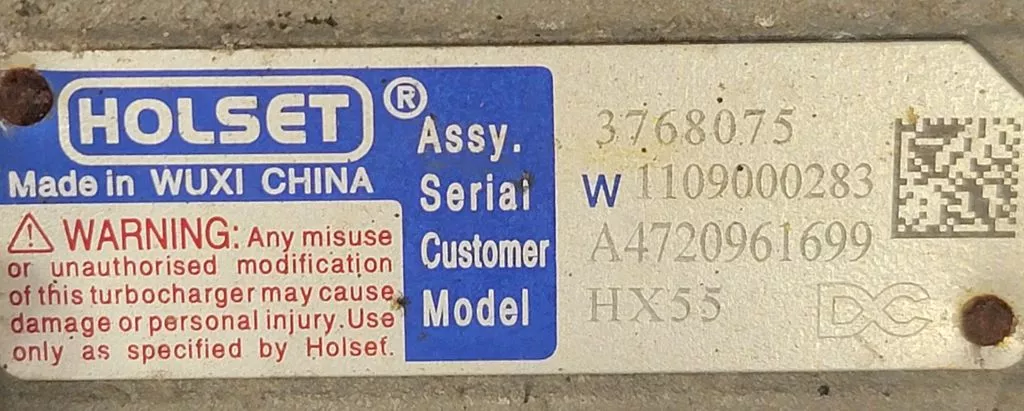 HOLSET®
Made in WUXI CHINA
⚠ WARNING: Any misuse
or unauthorised modification
of this turbocharger may cause
damage or personal injury.Use
only as specified by Holset.
Assy. 3768075
Serial W 1109000283
Customer A4720961699
Model HX55 DC